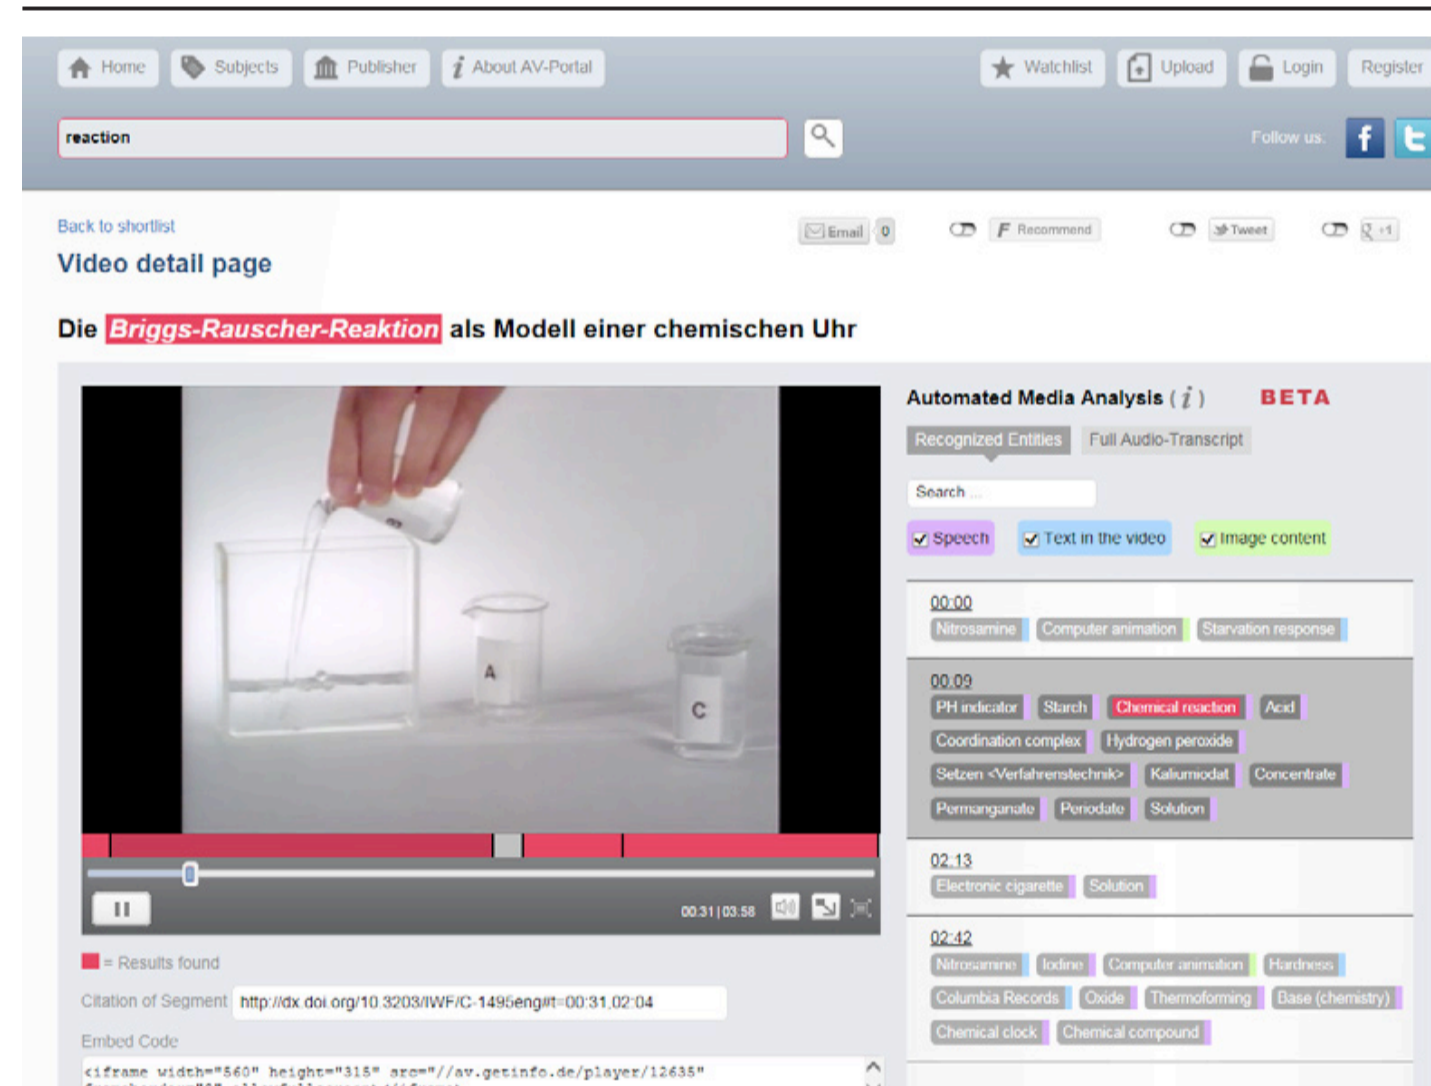 Home Subjects Publisher i About AV-Portal Watchlist Upload Login Register
reaction
Follow us: f t
Back to shortlist
Email 0 F Recommend Tweet +1
Video detail page
Die Briggs-Rauscher-Reaktion als Modell einer chemischen Uhr
Automated Media Analysis ( i ) BETA
Recognized Entities Full Audio-Transcript
Search ...
Speech Text in the video Image content
A
C
00:00
Nitrosamine Computer animation Starvation response
00:09
PH indicator Starch Chemical reaction Acid
Coordination complex Hydrogen peroxide
Setzen <Verfahrenstechnik> Kaliumiodat Concentrate
Permanganate Periodate Solution
02:13
Electronic cigarette Solution
02:42
Nitrosamine Iodine Computer animation Hardness
Columbia Records Oxide Thermoforming Base (chemistry)
Chemical clock Chemical compound
00:31|03:58
= Results found
Citation of Segment http://dx.doi.org/10.3203/IWF/C-1495eng#t=00:31,02:04
Embed Code
<iframe width="560" height="315" src="//av.getinfo.de/player/12635"